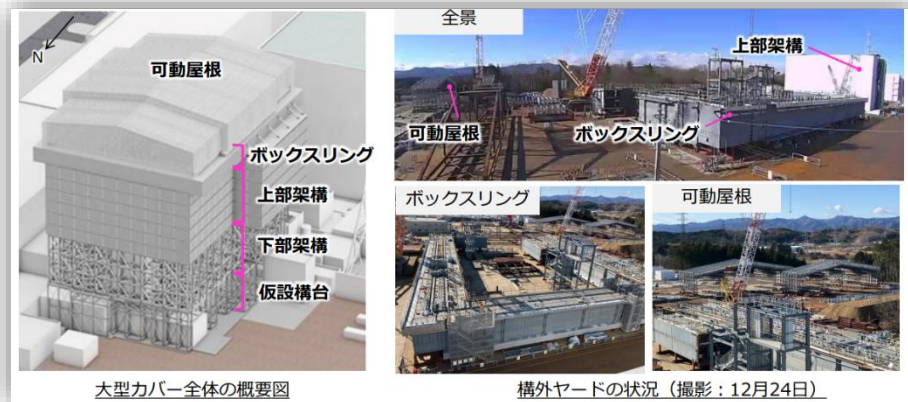 N
可動屋根
ボックスリング
上部架構
下部架構
仮設構台
大型カバー全体の概要図
全景
上部架構
可動屋根
ボックスリング
ボックスリング
可動屋根
構外ヤードの状況（撮影：12月24日）